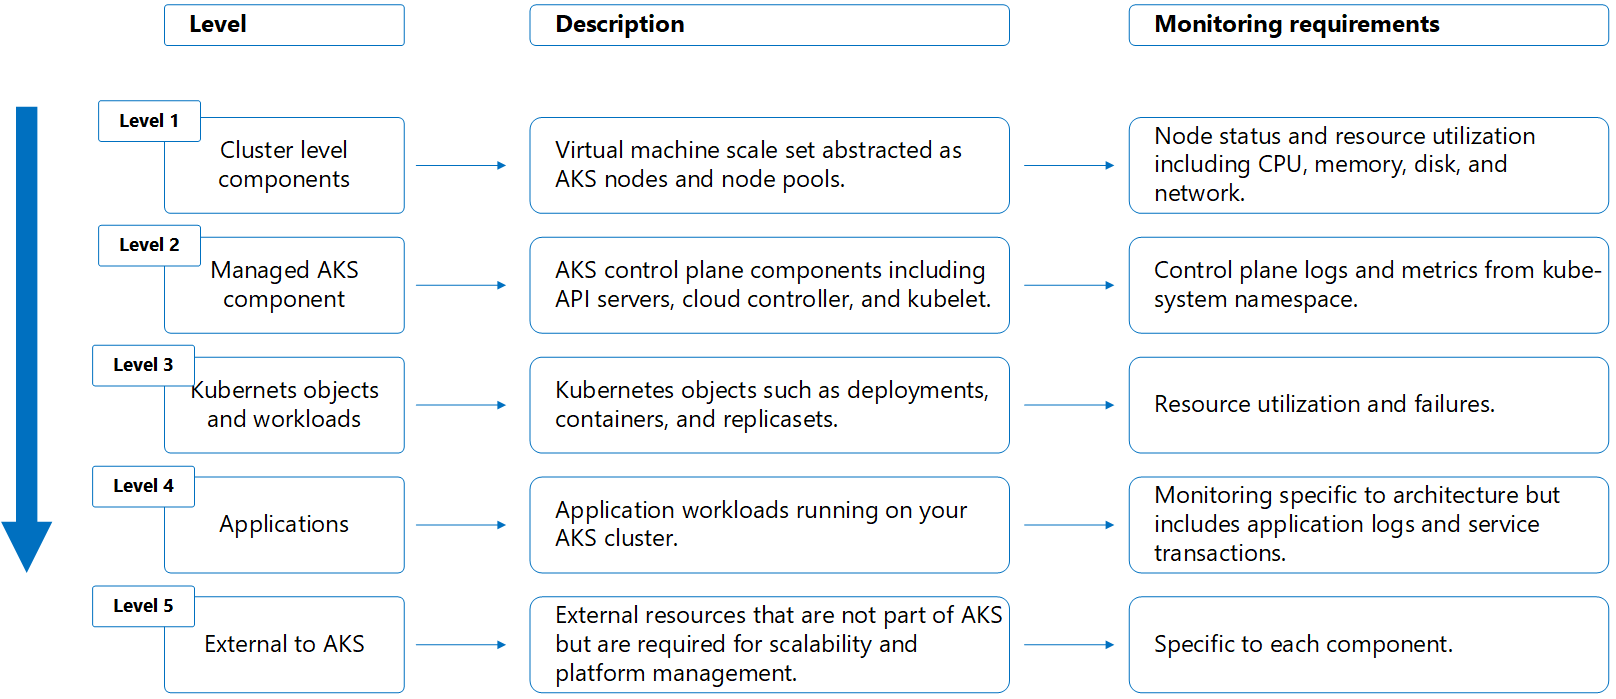 Level
Description
Monitoring requirements
Level 1
Cluster level
components
Virtual machine scale set abstracted as
AKS nodes and node pools.
Node status and resource utilization
including CPU, memory, disk, and
network.
Level 2
Managed AKS
component
AKS control plane components including
API servers, cloud controller, and kubelet.
Control plane logs and metrics from kube-
system namespace.
Level 3
Kubernets objects
and workloads
Kubernetes objects such as deployments,
containers, and replicasets.
Resource utilization and failures.
Level 4
Applications
Application workloads running on your
AKS cluster.
Monitoring specific to architecture but
includes application logs and service
transactions.
Level 5
External to AKS
External resources that are not part of AKS
but are required for scalability and
platform management.
Specific to each component.